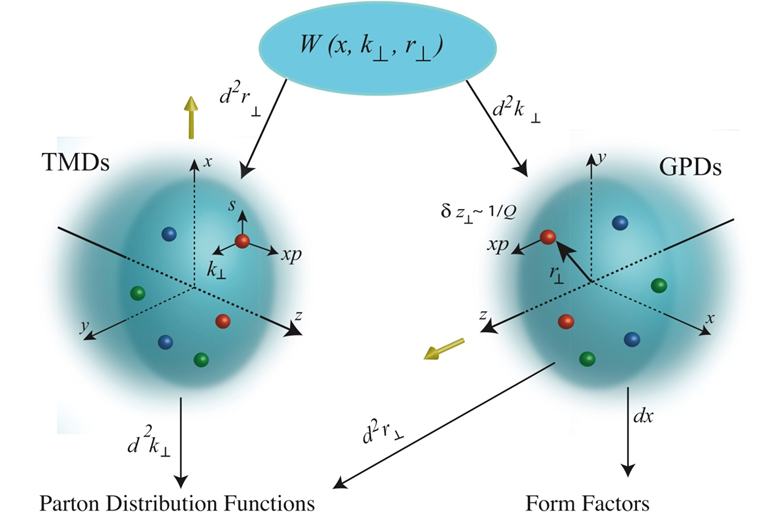 W (x, k⊥, r⊥)
d²r⊥
d²k⊥
TMDs
x
s
k⊥
xp
y
z
GPDs
y
δ z⊥~ 1/Q
xp
r⊥
z
x
d²k⊥
d²r⊥
dx
Parton Distribution Functions
Form Factors